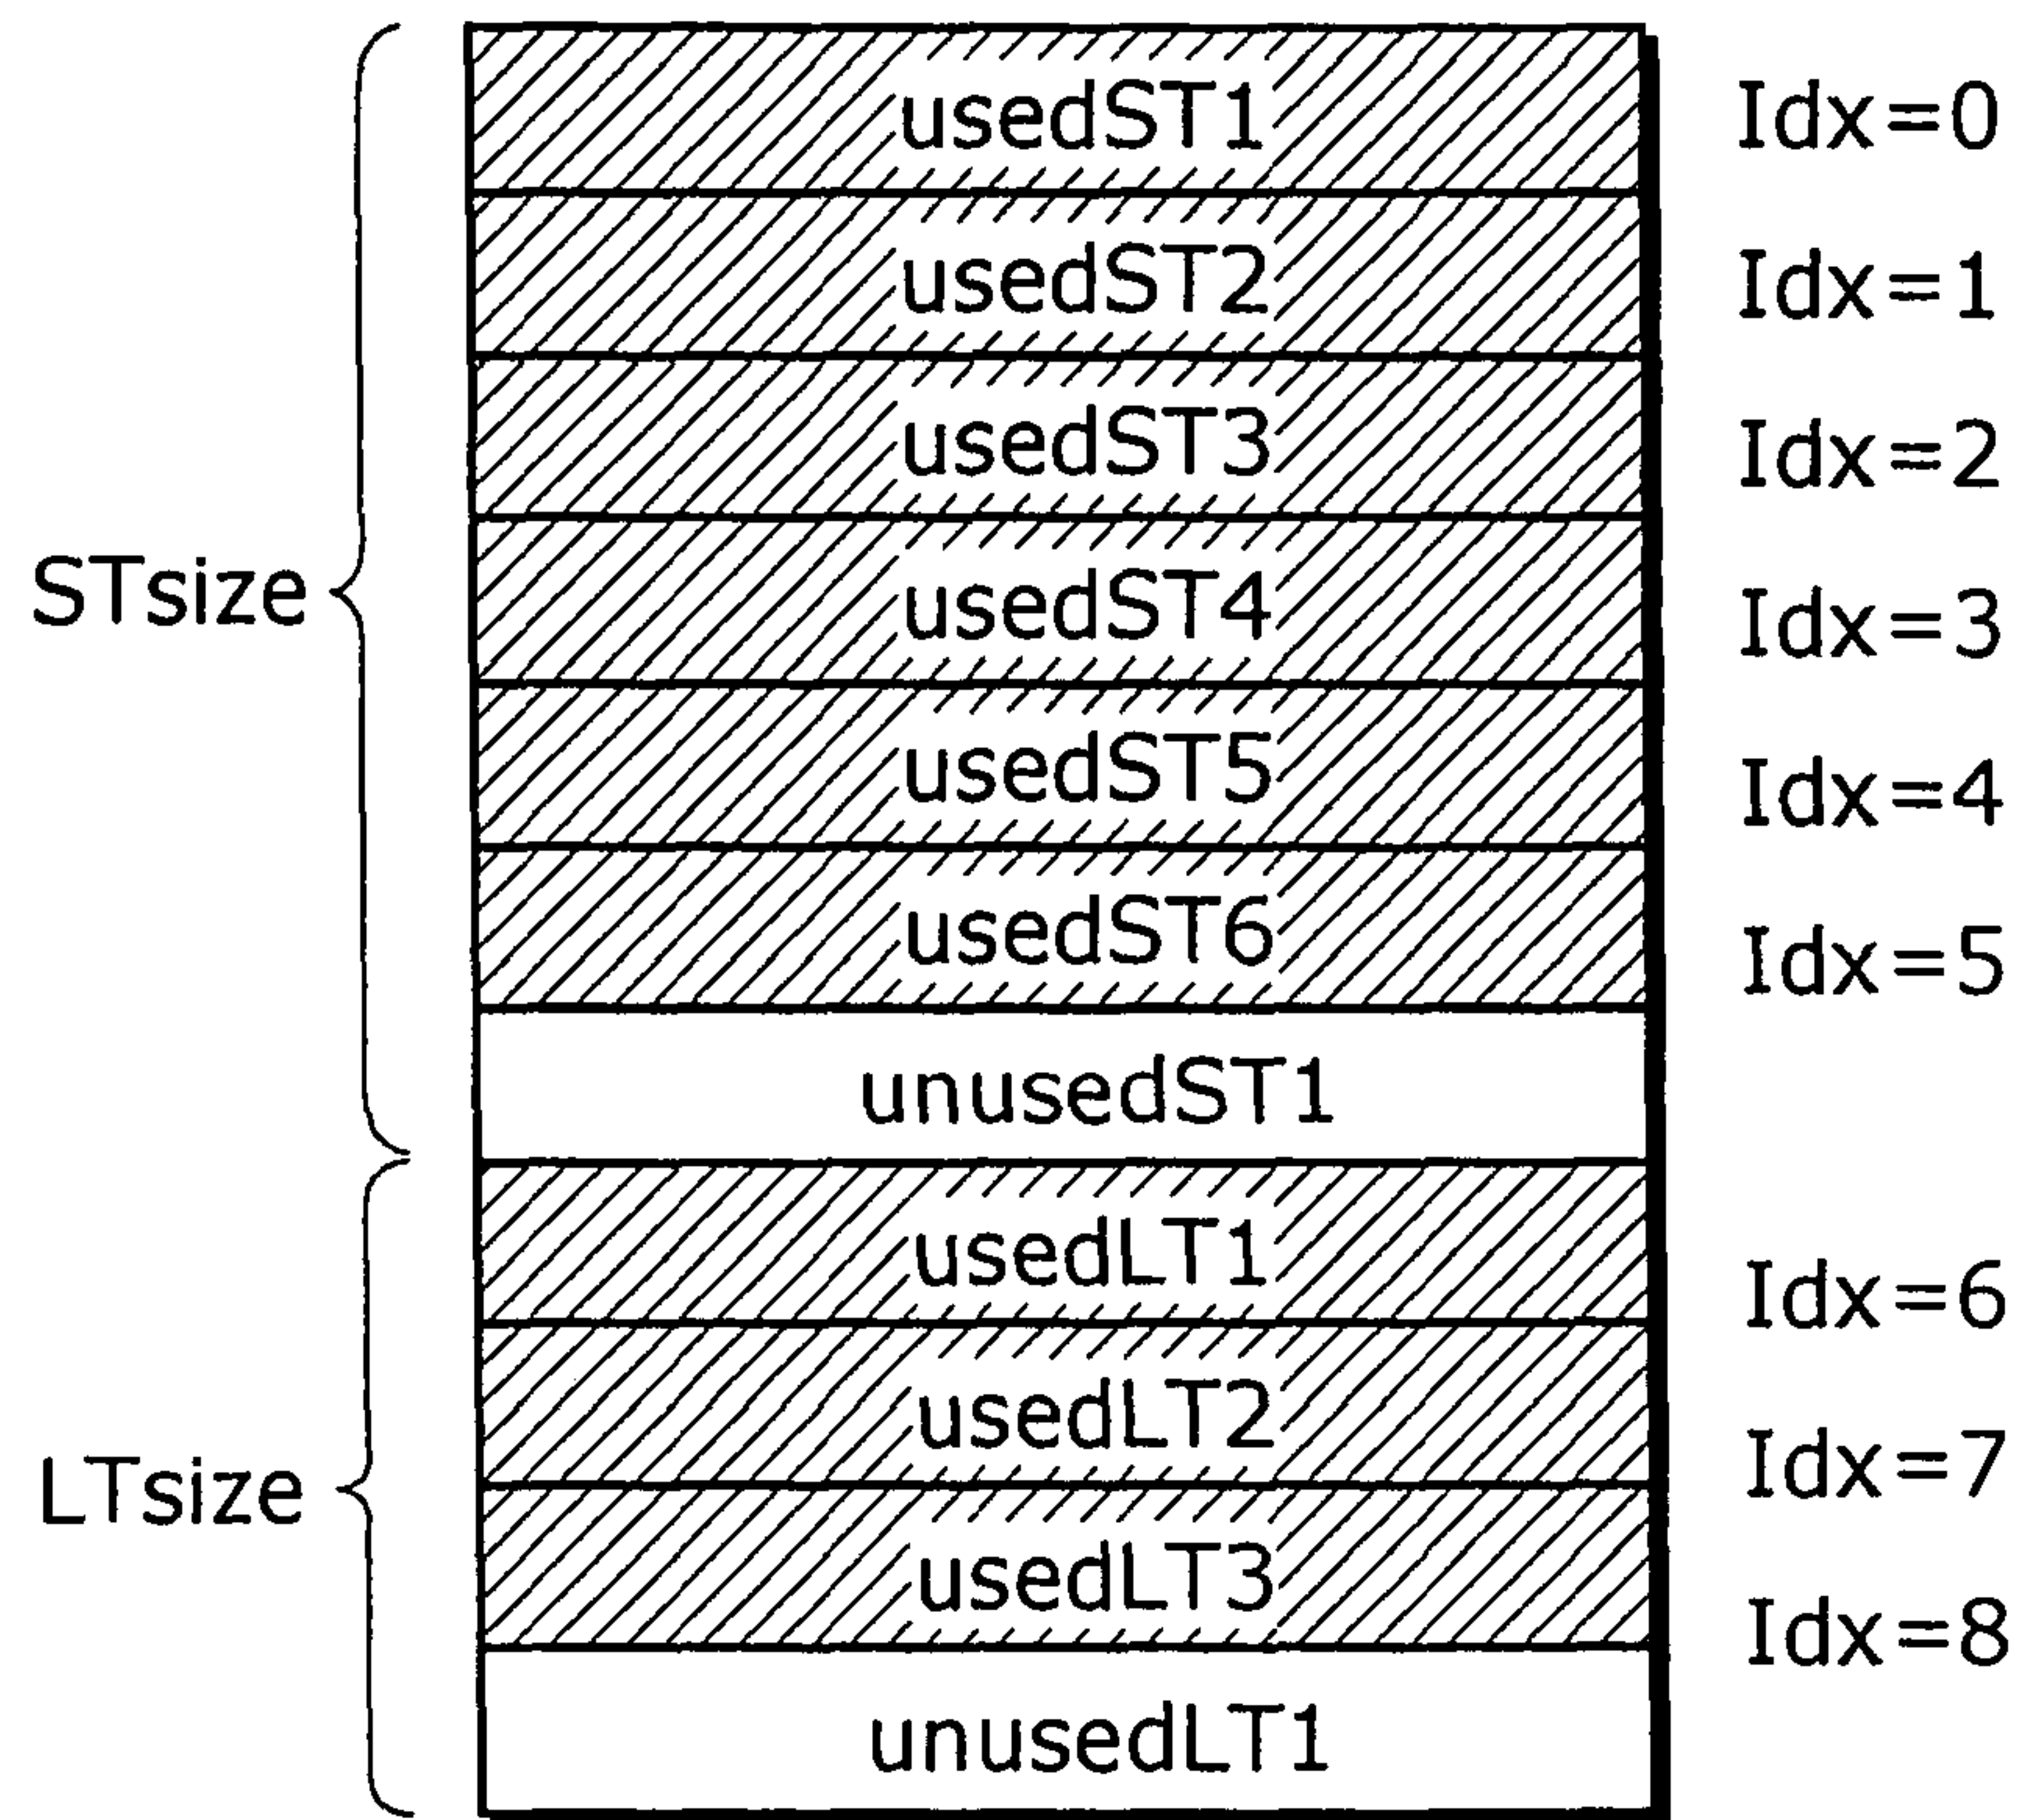 usedST1 Idx=0
usedST2 Idx=1
usedST3 Idx=2
STsize usedST4 Idx=3
usedST5 Idx=4
usedST6 Idx=5
unusedST1
usedLT1 Idx=6
usedLT2 Idx=7
LTsize usedLT3 Idx=8
unusedLT1